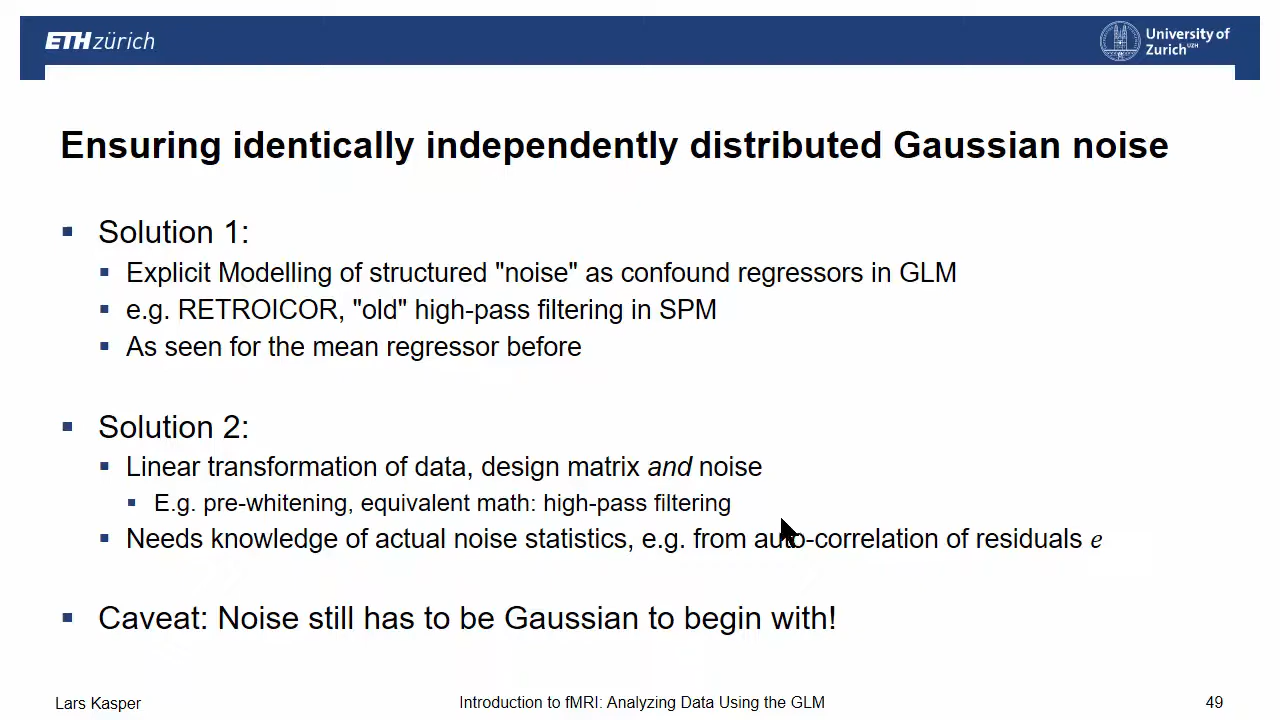 ETH zürich
University of
Zurich UZH
Ensuring identically independently distributed Gaussian noise
Solution 1:
Explicit Modelling of structured "noise" as confound regressors in GLM
e.g. RETROICOR, "old" high-pass filtering in SPM
As seen for the mean regressor before
Solution 2:
Linear transformation of data, design matrix and noise
E.g. pre-whitening, equivalent math: high-pass filtering
Needs knowledge of actual noise statistics, e.g. from auto-correlation of residuals e
Caveat: Noise still has to be Gaussian to begin with!
Lars Kasper
Introduction to fMRI: Analyzing Data Using the GLM
49